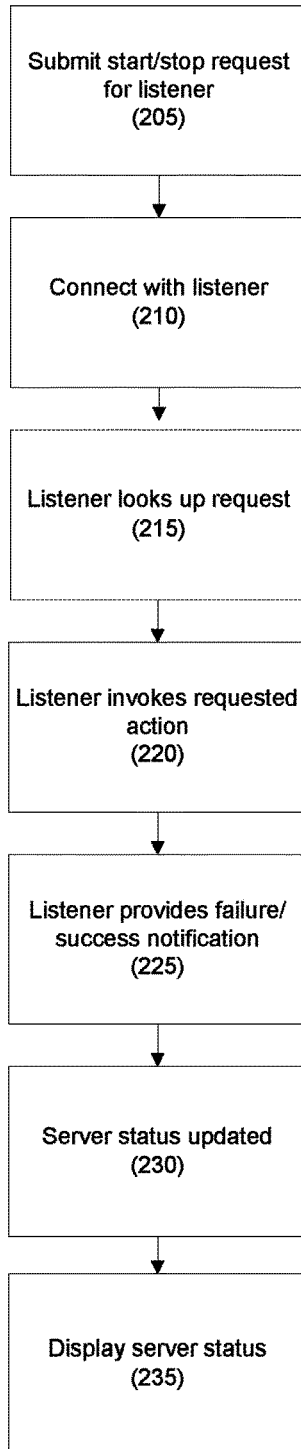 Submit start/stop request
for listener
(205)
Connect with listener
(210)
Listener looks up request
(215)
Listener invokes requested
action
(220)
Listener provides failure/
success notification
(225)
Server status updated
(230)
Display server status
(235)